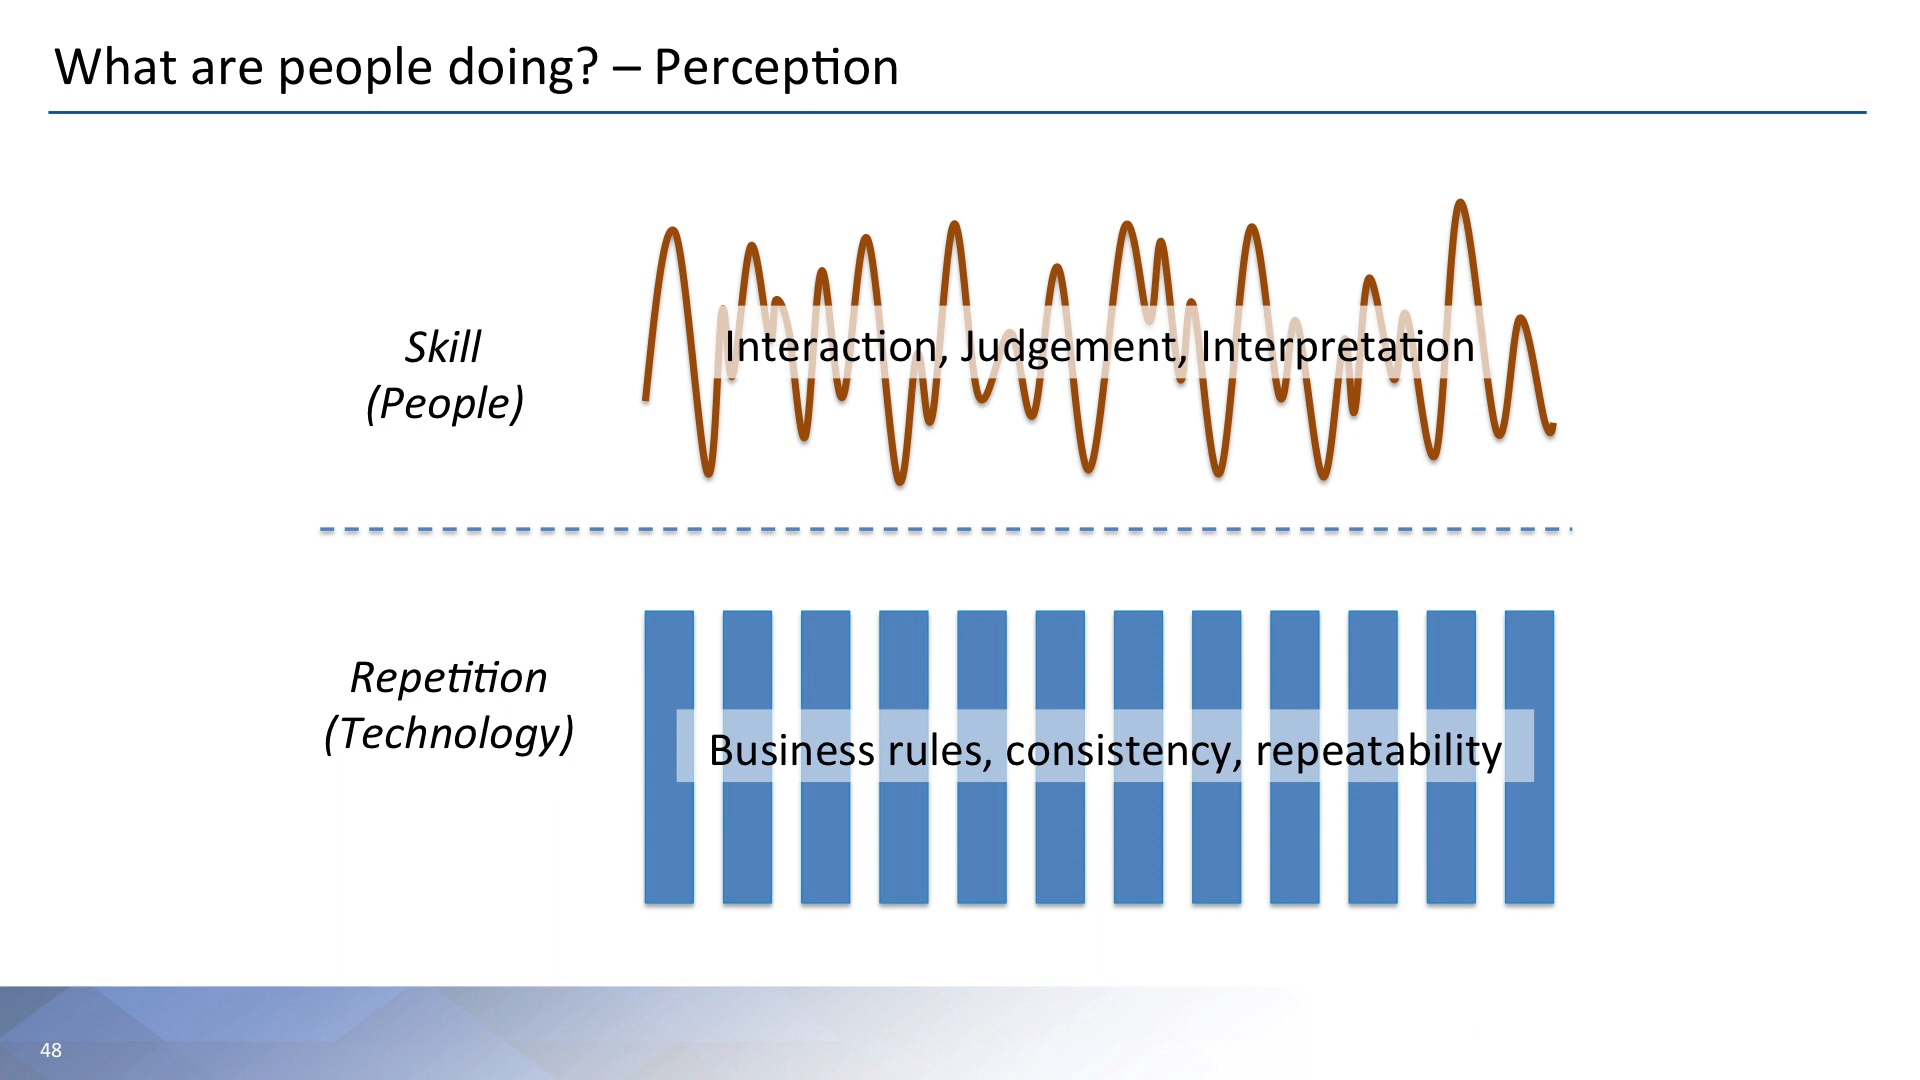 What are people doing? – Perception
Skill
(People)
Interaction, Judgement, Interpretation
Repetition
(Technology)
Business rules, consistency, repeatability
48